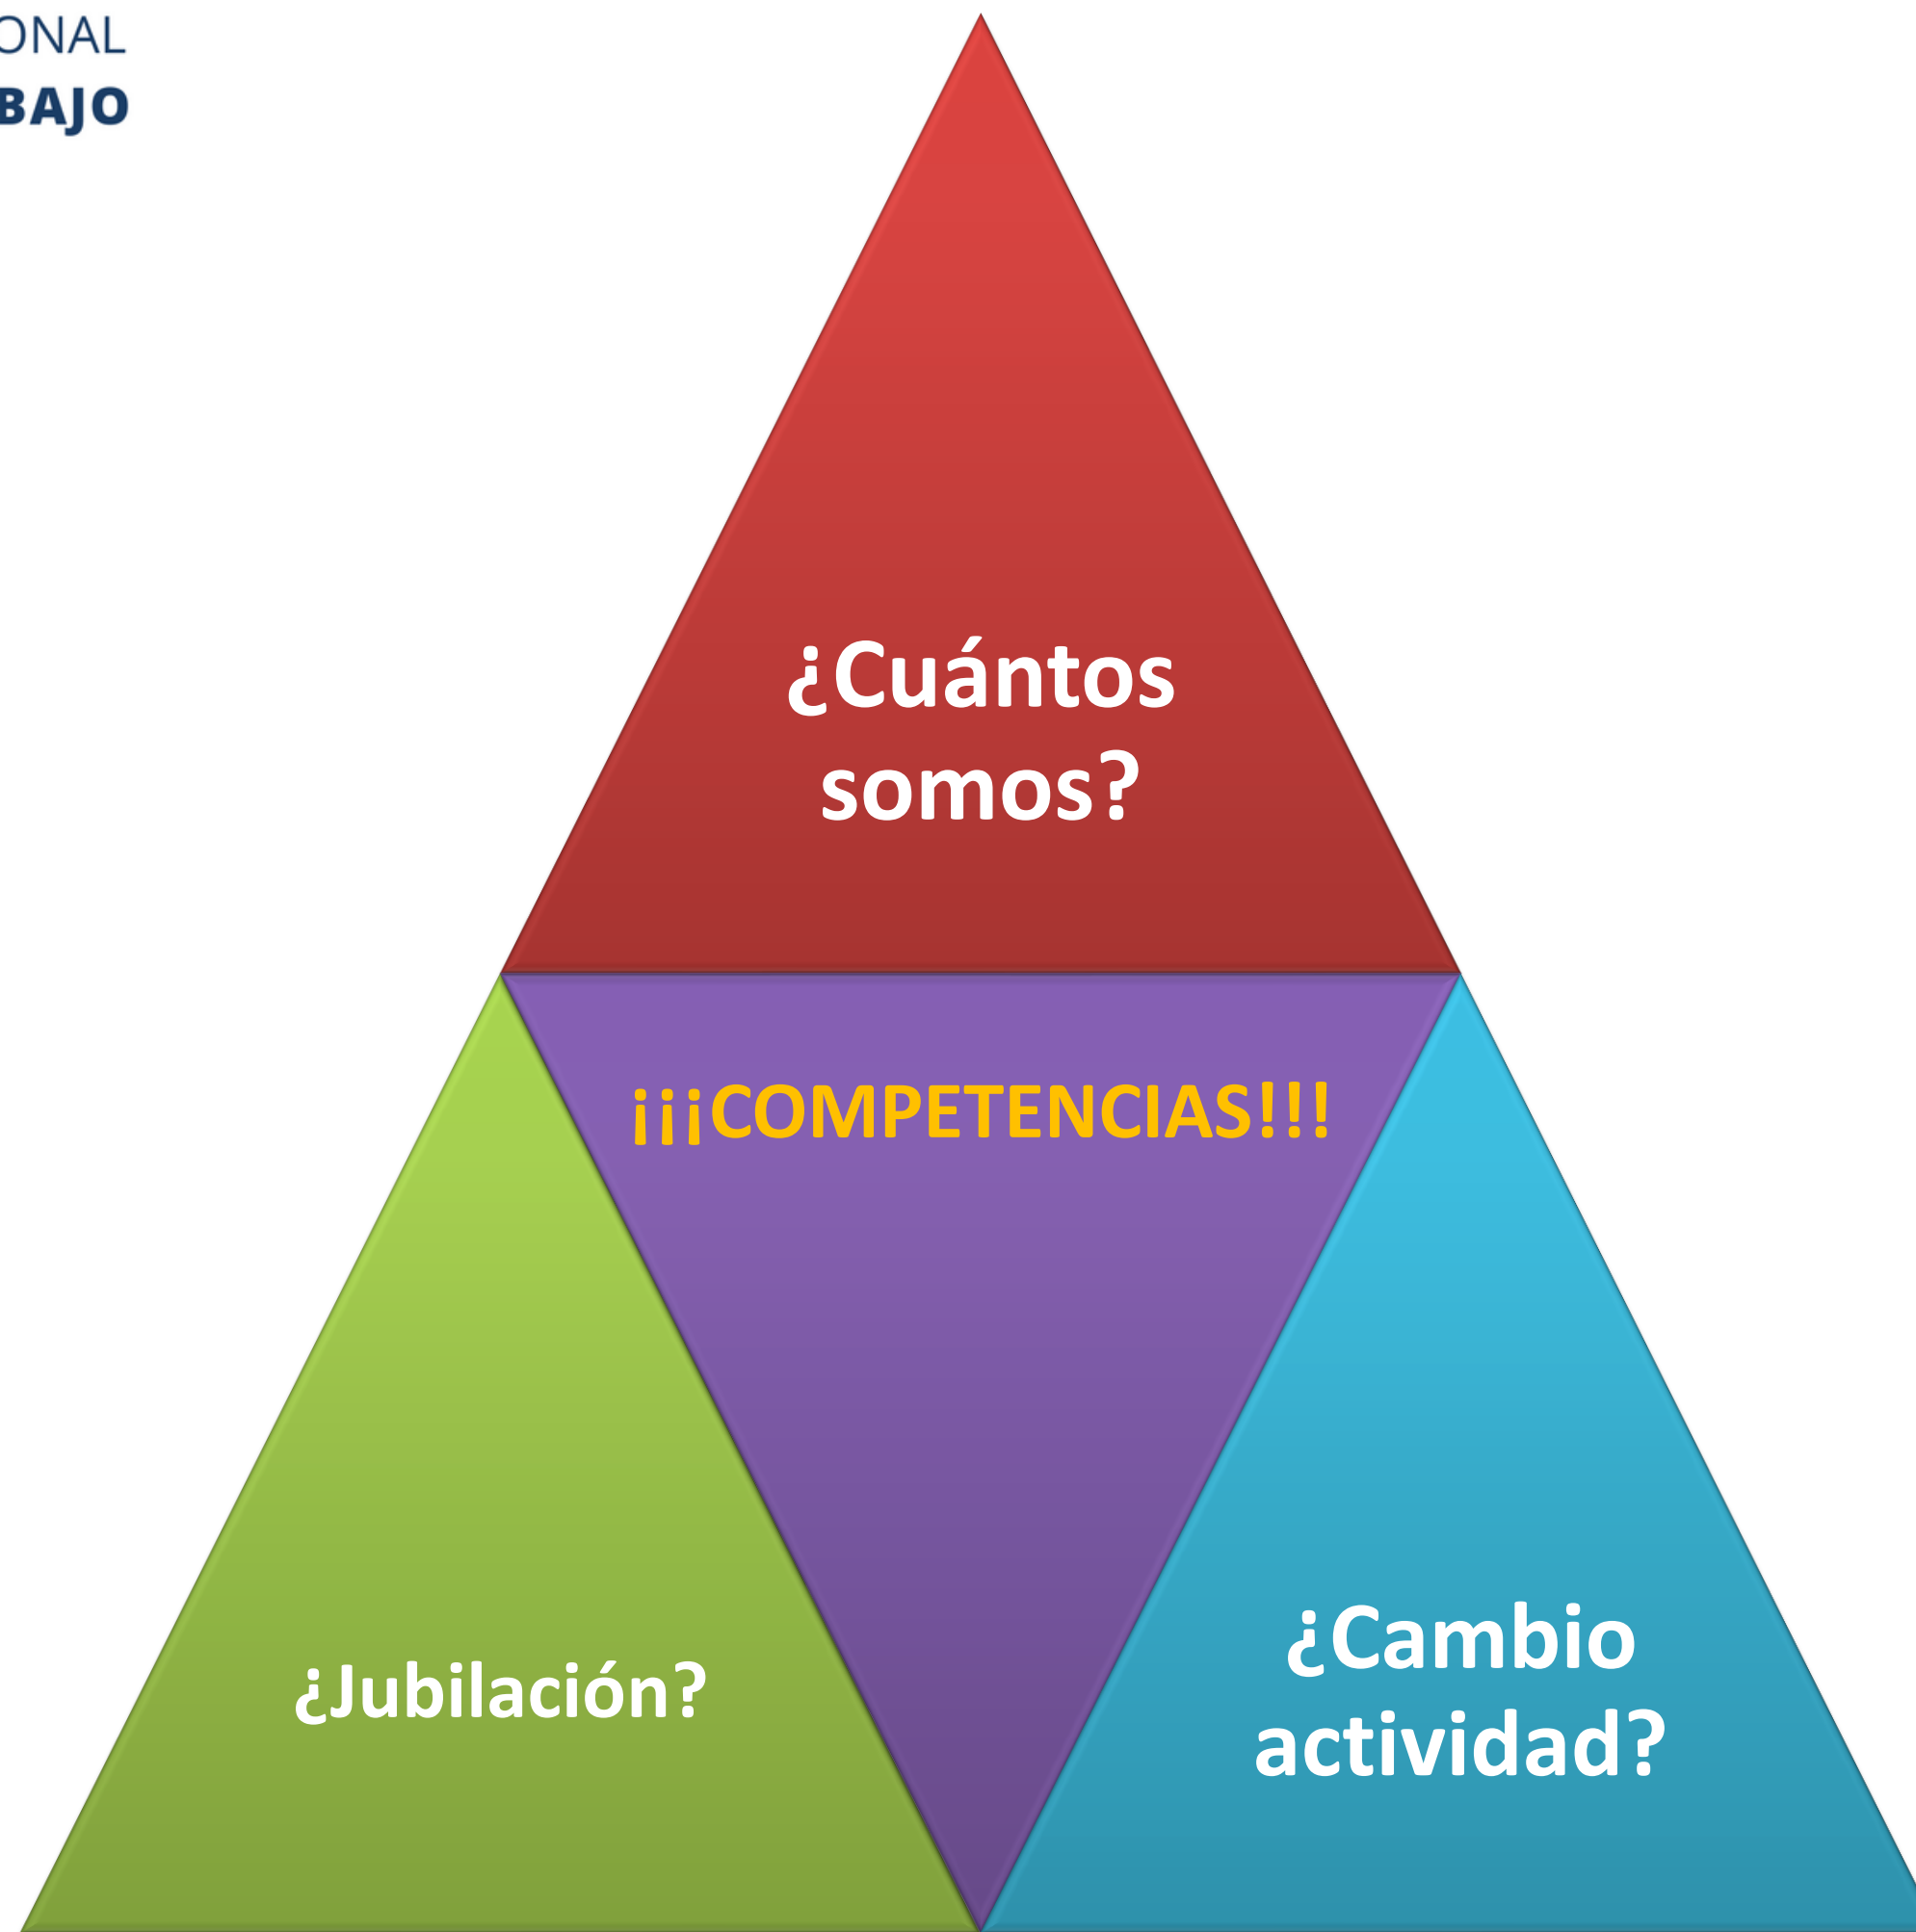 ONAL
BAJO
¿Cuántos
somos?
¡¡¡COMPETENCIAS!!!
¿Jubilación?
¿Cambio
actividad?